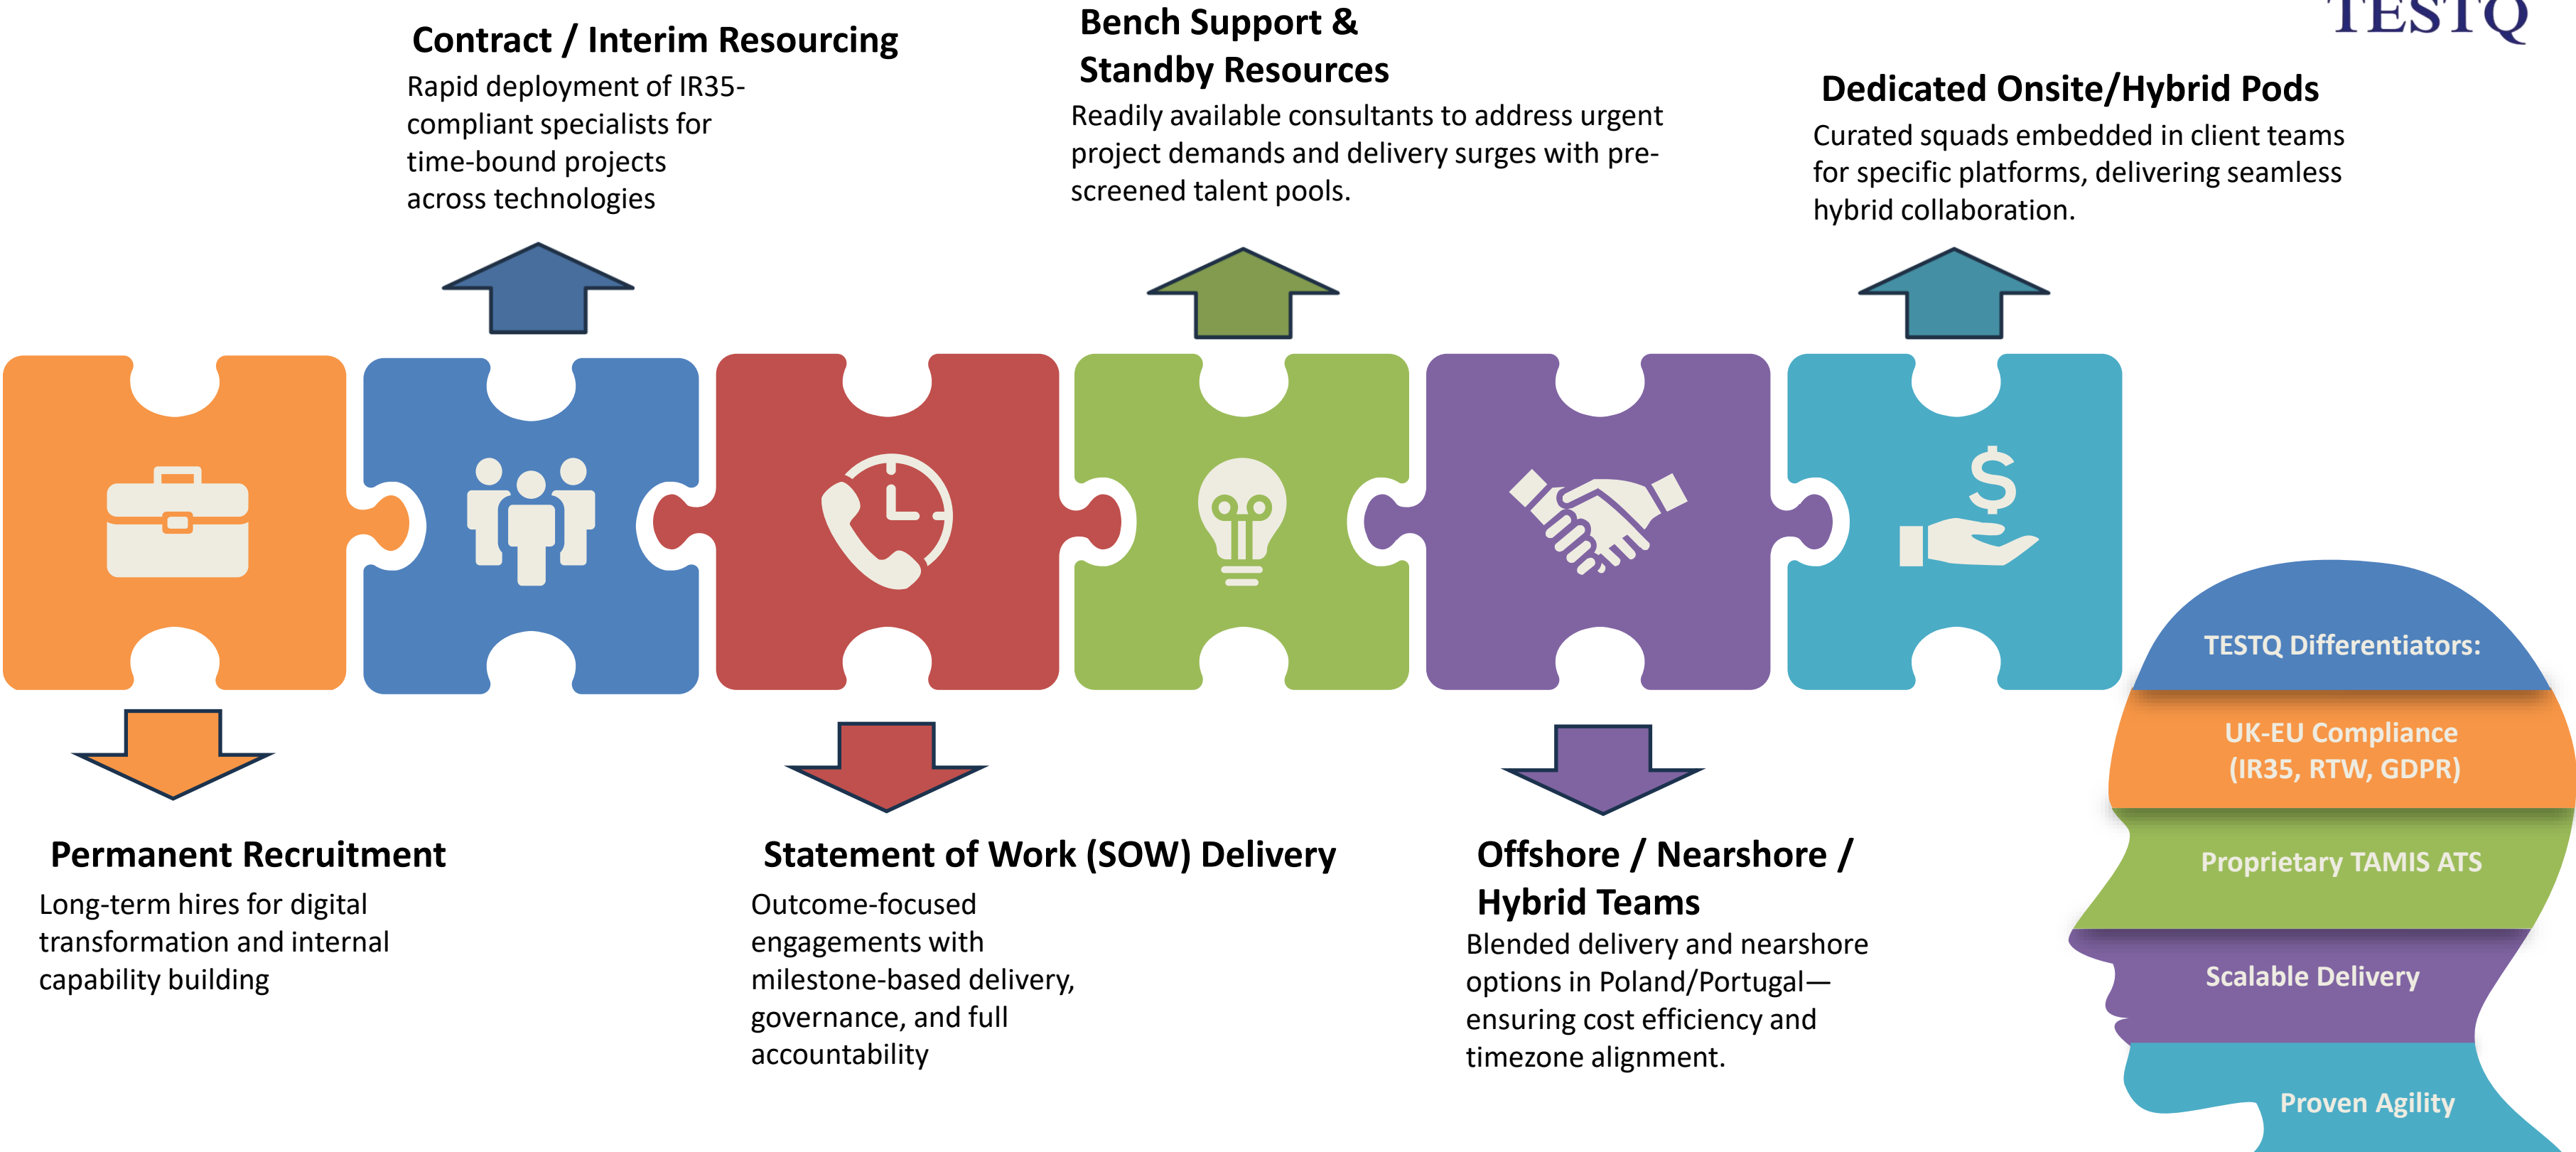 TESTQ
Contract / Interim Resourcing
Rapid deployment of IR35-
compliant specialists for
time-bound projects
across technologies
Bench Support &
Standby Resources
Readily available consultants to address urgent
project demands and delivery surges with pre-
screened talent pools.
Dedicated Onsite/Hybrid Pods
Curated squads embedded in client teams
for specific platforms, delivering seamless
hybrid collaboration.
$
Permanent Recruitment
Long-term hires for digital
transformation and internal
capability building
Statement of Work (SOW) Delivery
Outcome-focused
engagements with
milestone-based delivery,
governance, and full
accountability
Offshore / Nearshore /
Hybrid Teams
Blended delivery and nearshore
options in Poland/Portugal—
ensuring cost efficiency and
timezone alignment.
TESTQ Differentiators:
UK-EU Compliance
(IR35, RTW, GDPR)
Proprietary TAMIS ATS
Scalable Delivery
Proven Agility